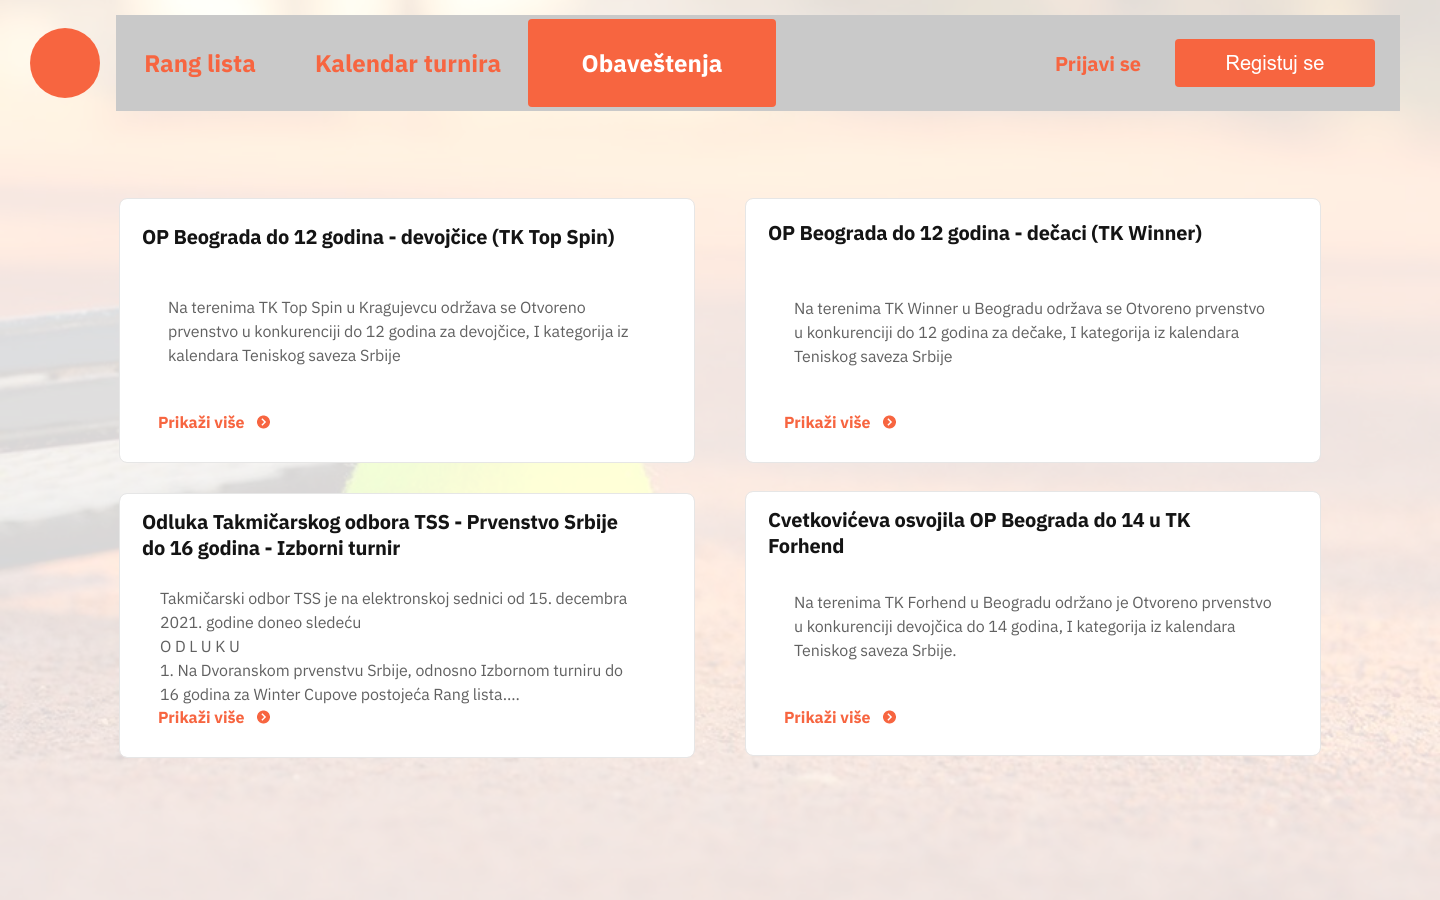 Rang lista
Kalendar turnira
Obaveštenja
Prijavi se
Registuj se
OP Beograda do 12 godina - devojčice (TK Top Spin)
Na terenima TK Top Spin u Kragujevcu održava se Otvoreno
prvenstvo u konkurenciji do 12 godina za devojčice, I kategorija iz
kalendara Teniskog saveza Srbije
Prikaži više
OP Beograda do 12 godina - dečaci (TK Winner)
Na terenima TK Winner u Beogradu održava se Otvoreno prvenstvo
u konkurenciji do 12 godina za dečake, I kategorija iz kalendara
Teniskog saveza Srbije
Prikaži više
Odluka Takmičarskog odbora TSS - Prvenstvo Srbije
do 16 godina - Izborni turnir
Takmičarski odbor TSS je na elektronskoj sednici od 15. decembra
2021. godine doneo sledeću
O D L U K U
1. Na Dvoranskom prvenstvu Srbije, odnosno Izbornom turniru do
16 godina za Winter Cupove postojeća Rang lista....
Prikaži više
Cvetkovićeva osvojila OP Beograda do 14 u TK
Forhend
Na terenima TK Forhend u Beogradu održano je Otvoreno prvenstvo
u konkurenciji devojčica do 14 godina, I kategorija iz kalendara
Teniskog saveza Srbije.
Prikaži više